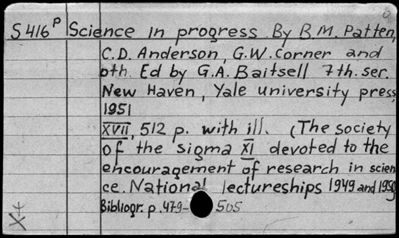 S416ᵖ Science in progress By B.M. Patten,
C.D. Anderson, G.W. Corner and
oth. Ed by G.A. Baitsell 7th. ser.
New Haven, Yale university press,
1951
XVII, 512 p. with ill. (The society
of the sigma XI devoted to the
encouragement of research in scien
ce. National lectureships 1949 and 1950)
Bibliogr. p. 479-505